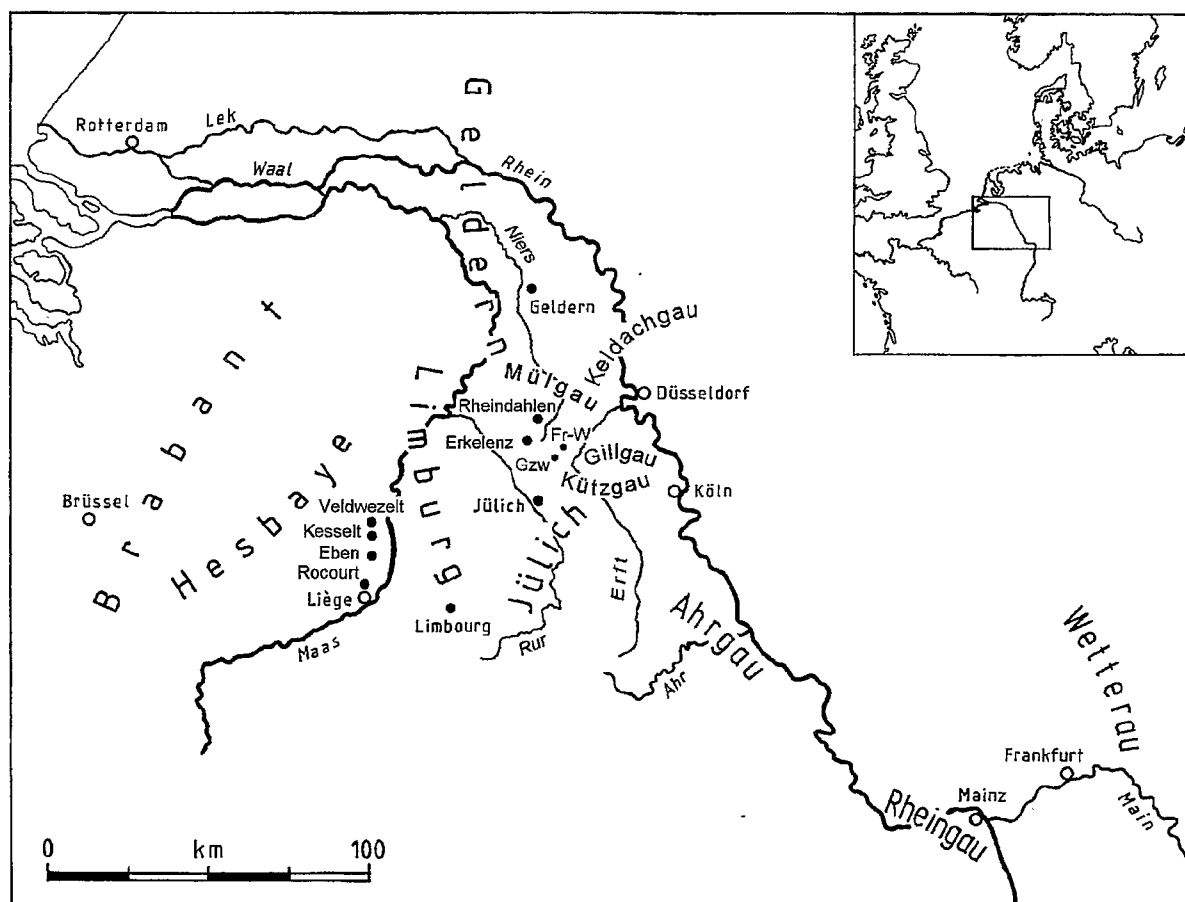 Geldern
Rotterdam
Lek
Waal
Rhein
Niers
Geldern
Keldachgau
Mülgau
Düsseldorf
Brabant
Limburg
Rheindahlen
Erkelenz
Fr-W
Gzw
Gillgau
Kützgau
Köln
Hesbaye
Brüssel
Veldwezelt
Kesselt
Eben
Rocourt
Liège
Jülich
Jülich
Limbourg
Maas
Rur
Erft
Ahrgau
Ahr
Wetterau
Frankfurt
Mainz
Main
Rheingau
0 km 100